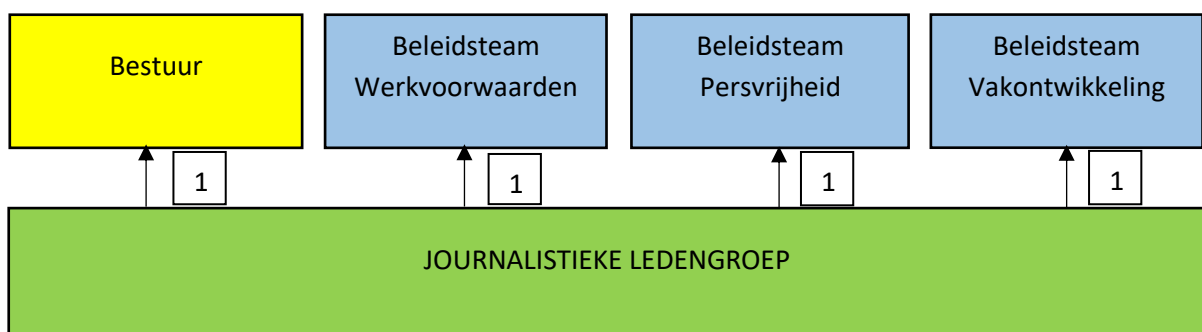 Bestuur
Beleidsteam
Werkvoorwaarden
Beleidsteam
Persvrijheid
Beleidsteam
Vakontwikkeling
1
1
1
1
JOURNALISTIEKE LEDENGROEP